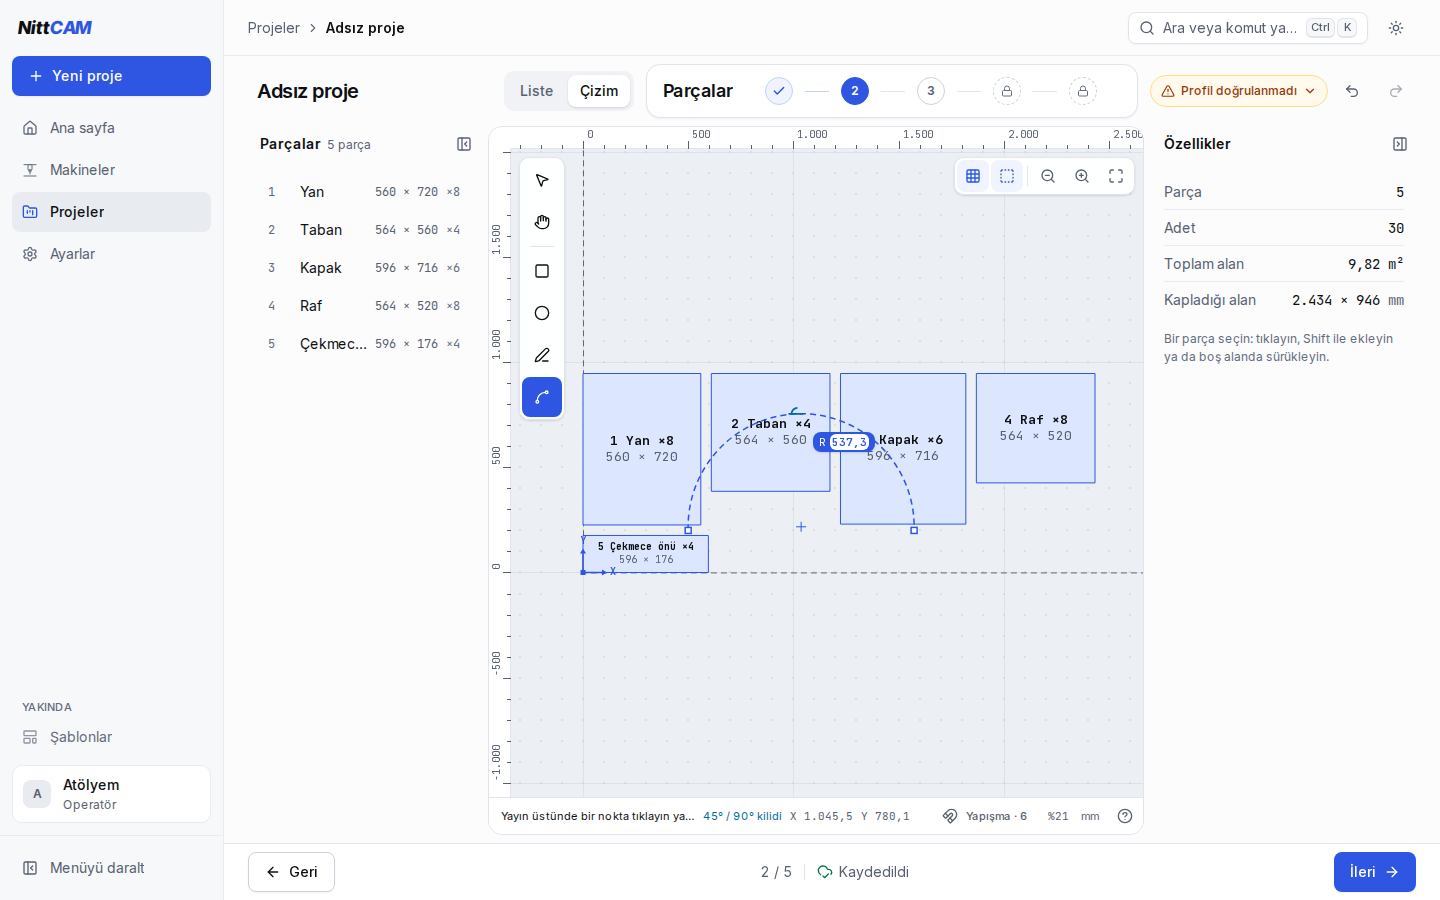 NittCAM
Projeler > Adsız proje
Ara veya komut ya... Ctrl K
Yeni proje
Ana sayfa
Makineler
Projeler
Ayarlar
YAKINDA
Şablonlar
A
Atölyem
Operatör
Menüyü daralt
Adsız proje
Liste Çizim
Parçalar 2 3
Profil doğrulanmadı
Parçalar 5 parça
1 Yan 560 × 720 ×8
2 Taban 564 × 560 ×4
3 Kapak 596 × 716 ×6
4 Raf 564 × 520 ×8
5 Çekmec... 596 × 176 ×4
0 500 1.000 1.500 2.000 2.500
1.500
1.000
500
0
-500
-1.000
1 Yan ×8
560 × 720
2 Taban ×4
564 × 560
R 537,3
Kapak ×6
596 × 716
4 Raf ×8
564 × 520
5 Çekmece önü ×4
596 × 176
Y
X
Yayın üstünde bir nokta tıklayın ya... 45° / 90° kilidi X 1.045,5 Y 780,1 Yapışma · 6 %21 mm
Özellikler
Parça 5
Adet 30
Toplam alan 9,82 m²
Kapladığı alan 2.434 × 946 mm
Bir parça seçin: tıklayın, Shift ile ekleyin
ya da boş alanda sürükleyin.
Geri
2 / 5 Kaydedildi
İleri